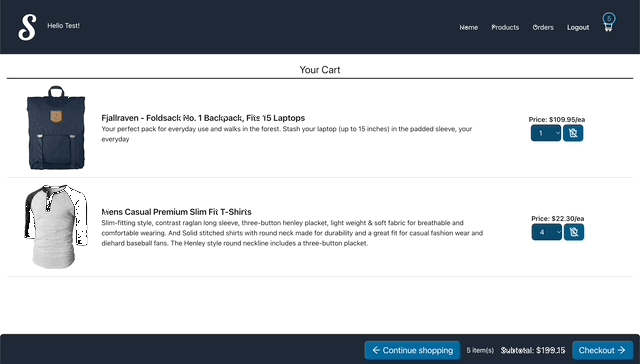 S
Hello Test!
Home
Products
Orders
Logout
5
Your Cart
Fjallraven - Foldsack No. 1 Backpack, Fits 15 Laptops
Your perfect pack for everyday use and walks in the forest. Stash your laptop (up to 15 inches) in the padded sleeve, your
everyday
Price: $109.95/ea
1
Mens Casual Premium Slim Fit T-Shirts
Slim-fitting style, contrast raglan long sleeve, three-button henley placket, light weight & soft fabric for breathable and
comfortable wearing. And Solid stitched shirts with round neck made for durability and a great fit for casual fashion wear and
diehard baseball fans. The Henley style round neckline includes a three-button placket.
Price: $22.30/ea
4
← Continue shopping
5 item(s)
Subtotal: $199.15
Checkout →